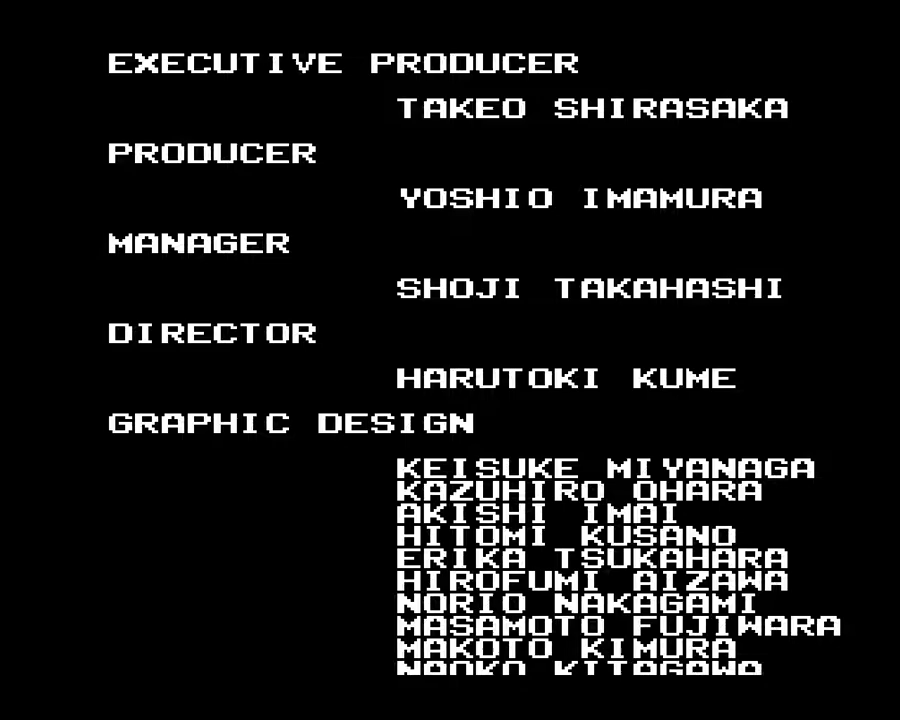 EXECUTIVE PRODUCER
TAKEO SHIRASAKA
PRODUCER
YOSHIO IMAMURA
MANAGER
SHOJI TAKAHASHI
DIRECTOR
HARUTOKI KUME
GRAPHIC DESIGN
KEISUKE MIYANAGA
KAZUHIRO OHARA
AKISHI IMAI
HITOMI KUSANO
ERIKA TSUKAHARA
HIROFUMI AIZAWA
NORIO NAKAGAMI
MASAMOTO FUJIWARA
MAKOTO KIMURA